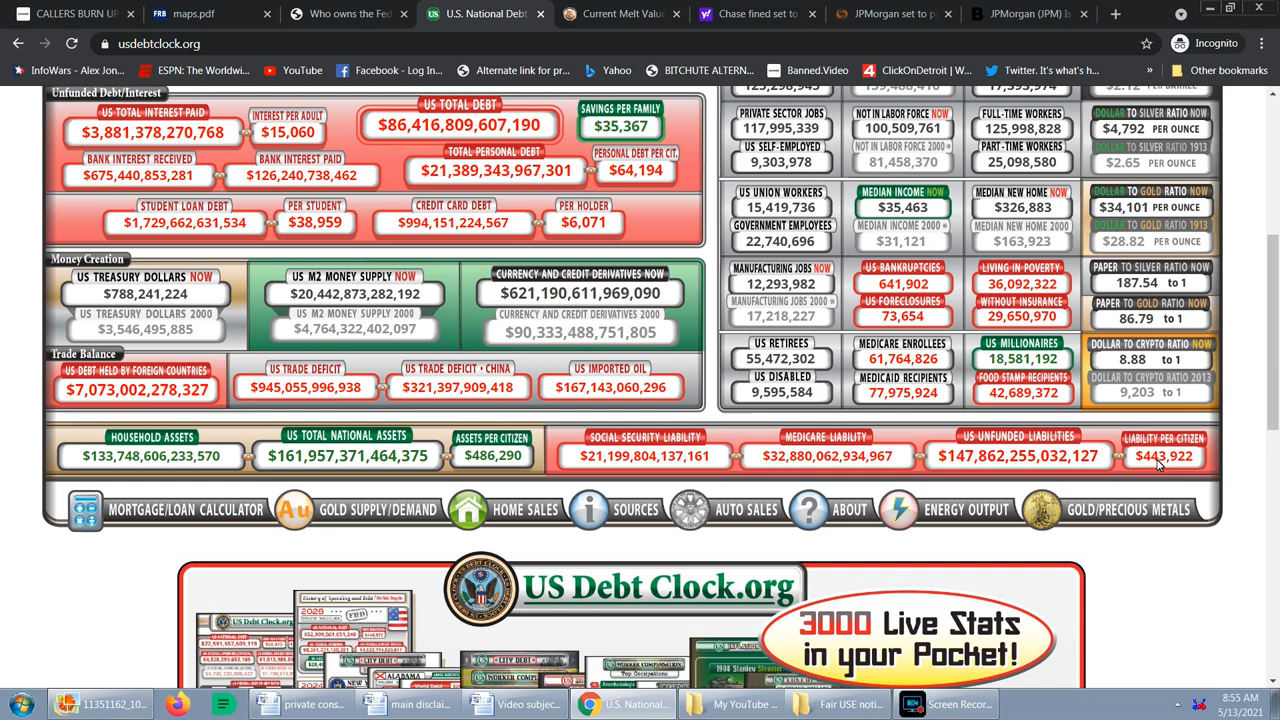 CALLERS BURN UP
maps.pdf
Who owns the Fed
U.S. National Debt
Current Melt Value
Chase fined set to
JPMorgan set to p
JPMorgan (JPM) Is
usdebtclock.org
Incognito
InfoWars - Alex Jon...
ESPN: The Worldwi...
YouTube
Facebook - Log In...
Alternate link for pr...
Yahoo
BITCHUTE ALTERN...
Banned.Video
ClickOnDetroit | W...
Twitter. It's what's h...
Other bookmarks
Unfunded Debt/Interest
US TOTAL INTEREST PAID
$3,881,378,270,768
INTEREST PER ADULT
$15,060
US TOTAL DEBT
$86,416,809,607,190
SAVINGS PER FAMILY
$35,367
BANK INTEREST RECEIVED
$675,440,853,281
BANK INTEREST PAID
$126,240,738,462
TOTAL PERSONAL DEBT
$21,389,343,967,301
PERSONAL DEBT PER CIT.
$64,194
STUDENT LOAN DEBT
$1,729,662,631,534
PER STUDENT
$38,959
CREDIT CARD DEBT
$994,151,224,567
PER HOLDER
$6,071
Money Creation
US TREASURY DOLLARS NOW
$788,241,224
US TREASURY DOLLARS 2000
$3,546,495,885
US M2 MONEY SUPPLY NOW
$20,442,873,282,192
US M2 MONEY SUPPLY 2000
$4,764,322,402,097
CURRENCY AND CREDIT DERIVATIVES NOW
$621,190,611,969,090
CURRENCY AND CREDIT DERIVATIVES 2000
$90,333,488,751,805
Trade Balance
US DEBT HELD BY FOREIGN COUNTRIES
$7,073,002,278,327
US TRADE DEFICIT
$945,055,996,938
US TRADE DEFICIT • CHINA
$321,397,909,418
US IMPORTED OIL
$167,143,060,296
PRIVATE SECTOR JOBS
117,995,339
NOT IN LABOR FORCE NOW
100,509,761
FULL-TIME WORKERS
125,998,828
DOLLAR TO SILVER RATIO NOW
$4,792 PER OUNCE
US SELF-EMPLOYED
9,303,978
NOT IN LABOR FORCE 2000 *
81,458,370
PART-TIME WORKERS
25,098,580
DOLLAR TO SILVER RATIO 1913
$2.65 PER OUNCE
US UNION WORKERS
15,419,736
MEDIAN INCOME NOW
$35,463
MEDIAN NEW HOME NOW
$326,883
DOLLAR TO GOLD RATIO NOW
$34,101 PER OUNCE
GOVERNMENT EMPLOYEES
22,740,696
MEDIAN INCOME 2000 *
$31,121
MEDIAN NEW HOME 2000 *
$163,923
DOLLAR TO GOLD RATIO 1913
$28.82 PER OUNCE
MANUFACTURING JOBS NOW
12,293,982
US BANKRUPTCIES
641,902
LIVING IN POVERTY
36,092,322
PAPER TO SILVER RATIO NOW
187.54 to 1
MANUFACTURING JOBS 2000 *
17,218,227
US FORECLOSURES
73,654
WITHOUT INSURANCE
29,650,970
PAPER TO GOLD RATIO NOW
86.79 to 1
US RETIREES
55,472,302
MEDICARE ENROLLEES
61,764,826
US MILLIONAIRES
18,581,192
DOLLAR TO CRYPTO RATIO NOW
8.88 to 1
US DISABLED
9,595,584
MEDICAID RECIPIENTS
77,975,924
FOOD STAMP RECIPIENTS
42,689,372
DOLLAR TO CRYPTO RATIO 2013
9,203 to 1
HOUSEHOLD ASSETS
$133,748,606,233,570
US TOTAL NATIONAL ASSETS
$161,957,371,464,375
ASSETS PER CITIZEN
$486,290
SOCIAL SECURITY LIABILITY
$21,199,804,137,161
MEDICARE LIABILITY
$32,880,062,934,967
US UNFUNDED LIABILITIES
$147,862,255,032,127
LIABILITY PER CITIZEN
$443,922
MORTGAGE/LOAN CALCULATOR
Au
GOLD SUPPLY/DEMAND
HOME SALES
SOURCES
AUTO SALES
ABOUT
ENERGY OUTPUT
GOLD/PRECIOUS METALS
US Debt Clock.org
3000 Live Stats
in your Pocket!
11351162_10...
private cons...
main disclai...
Video subjec...
U.S. Nationa...
My YouTube ...
Fair USE noti...
Screen Recor...
8:55 AM
5/13/2021